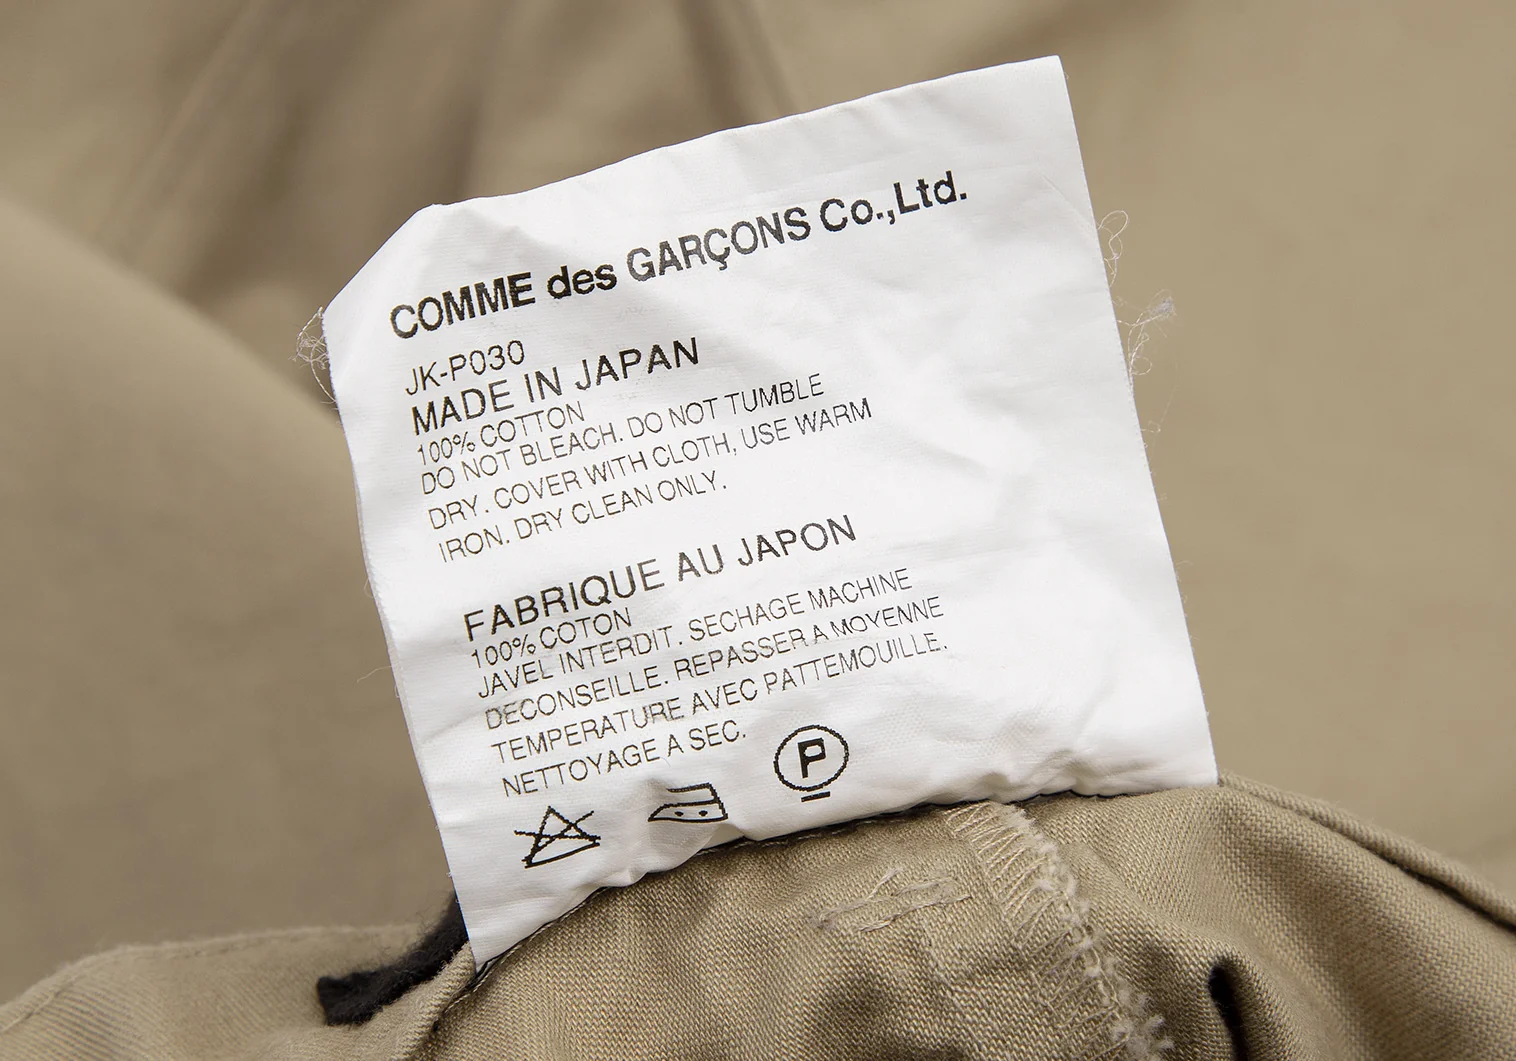 COMME des GARÇONS Co.,Ltd.
JK-P030
MADE IN JAPAN
100% COTTON
DO NOT BLEACH. DO NOT TUMBLE
DRY. COVER WITH CLOTH, USE WARM
IRON. DRY CLEAN ONLY.
FABRIQUE AU JAPON
100% COTON
JAVEL INTERDIT. SECHAGE MACHINE
DECONSEILLE. REPASSER A MOYENNE
TEMPERATURE AVEC PATTEMOUILLE.
NETTOYAGE A SEC.
P